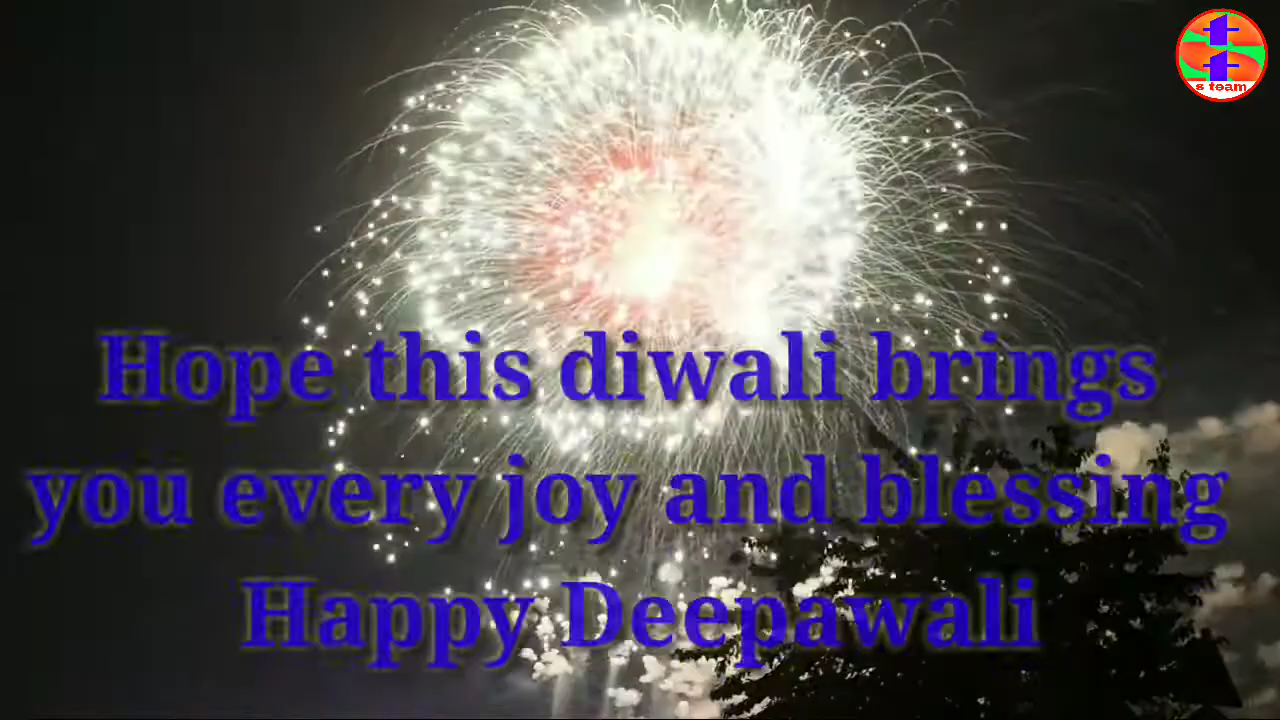 s team
Hope this diwali brings
you every joy and blessing
Happy Deepawali